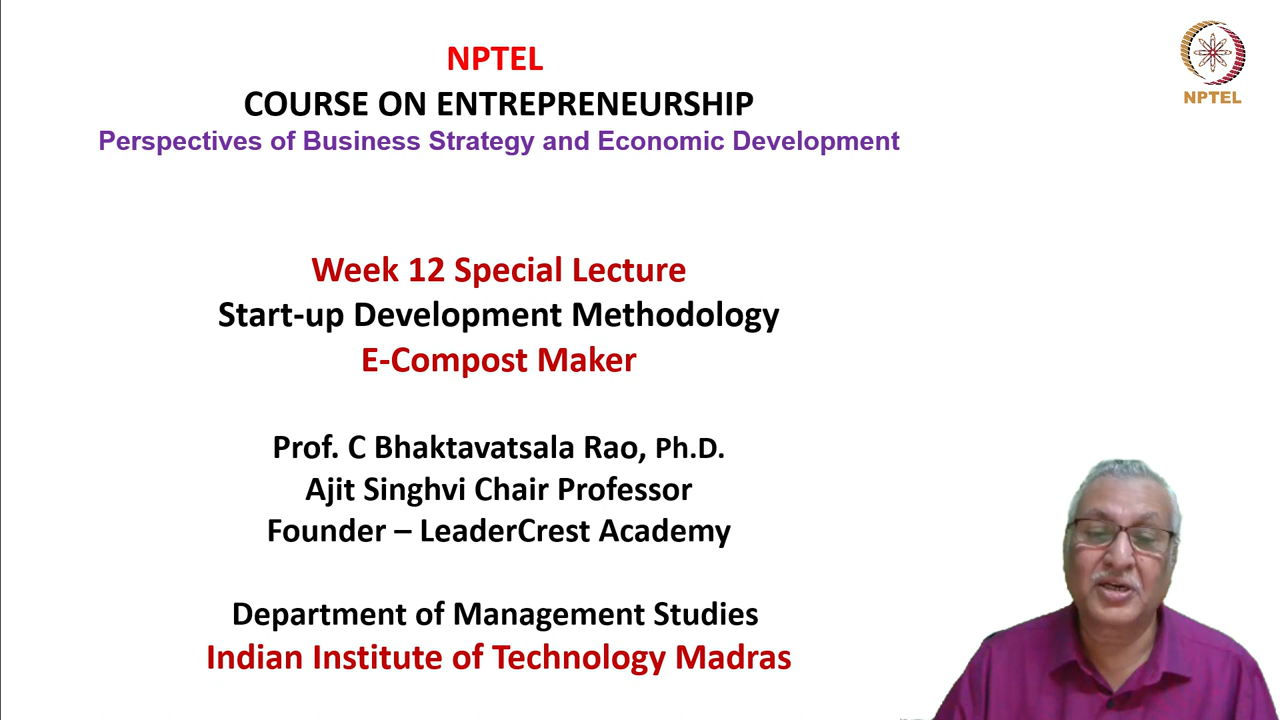 NPTEL
COURSE ON ENTREPRENEURSHIP
Perspectives of Business Strategy and Economic Development
NPTEL
Week 12 Special Lecture
Start-up Development Methodology
E-Compost Maker
Prof. C Bhaktavatsala Rao, Ph.D.
Ajit Singhvi Chair Professor
Founder – LeaderCrest Academy
Department of Management Studies
Indian Institute of Technology Madras